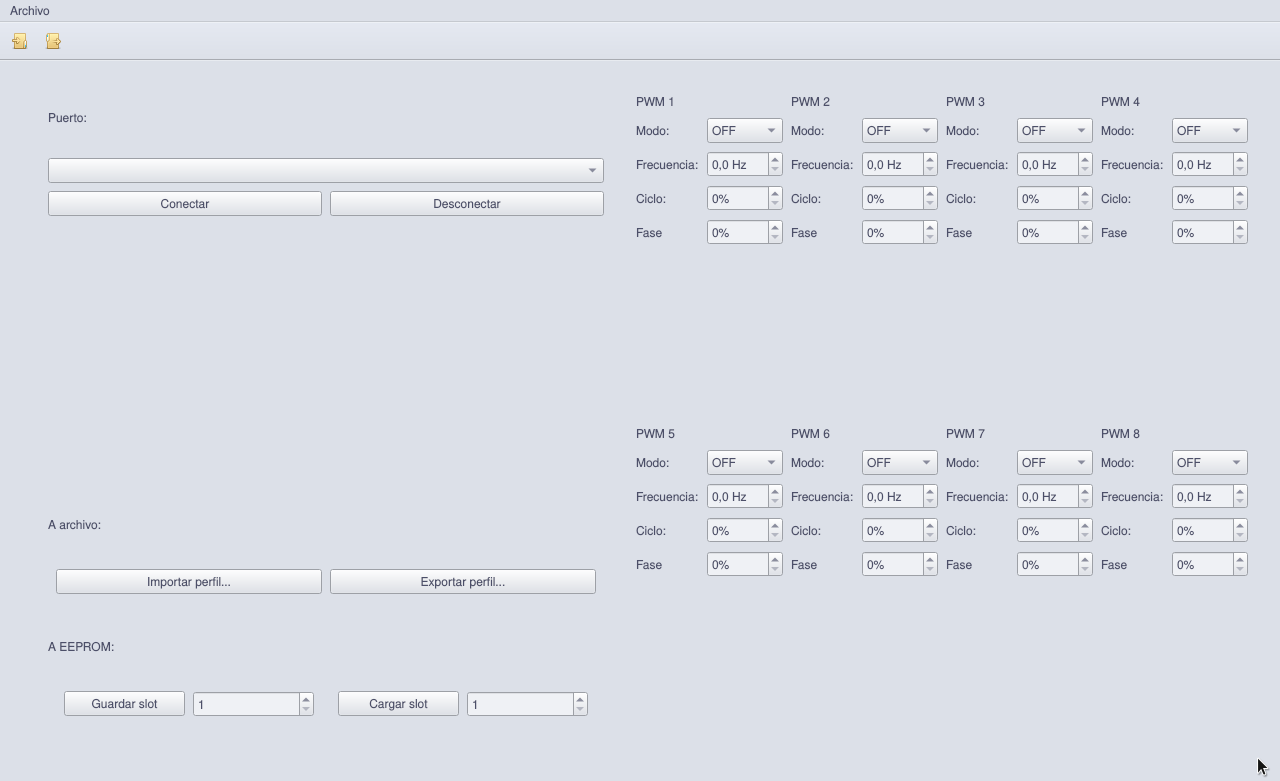 Archivo
Puerto:
Conectar Desconectar
A archivo:
Importar perfil... Exportar perfil...
A EEPROM:
Guardar slot 1 Cargar slot 1
PWM 1 PWM 2 PWM 3 PWM 4
Modo: OFF Modo: OFF Modo: OFF Modo: OFF
Frecuencia: 0,0 Hz Frecuencia: 0,0 Hz Frecuencia: 0,0 Hz Frecuencia: 0,0 Hz
Ciclo: 0% Ciclo: 0% Ciclo: 0% Ciclo: 0%
Fase 0% Fase 0% Fase 0% Fase 0%
PWM 5 PWM 6 PWM 7 PWM 8
Modo: OFF Modo: OFF Modo: OFF Modo: OFF
Frecuencia: 0,0 Hz Frecuencia: 0,0 Hz Frecuencia: 0,0 Hz Frecuencia: 0,0 Hz
Ciclo: 0% Ciclo: 0% Ciclo: 0% Ciclo: 0%
Fase 0% Fase 0% Fase 0% Fase 0%